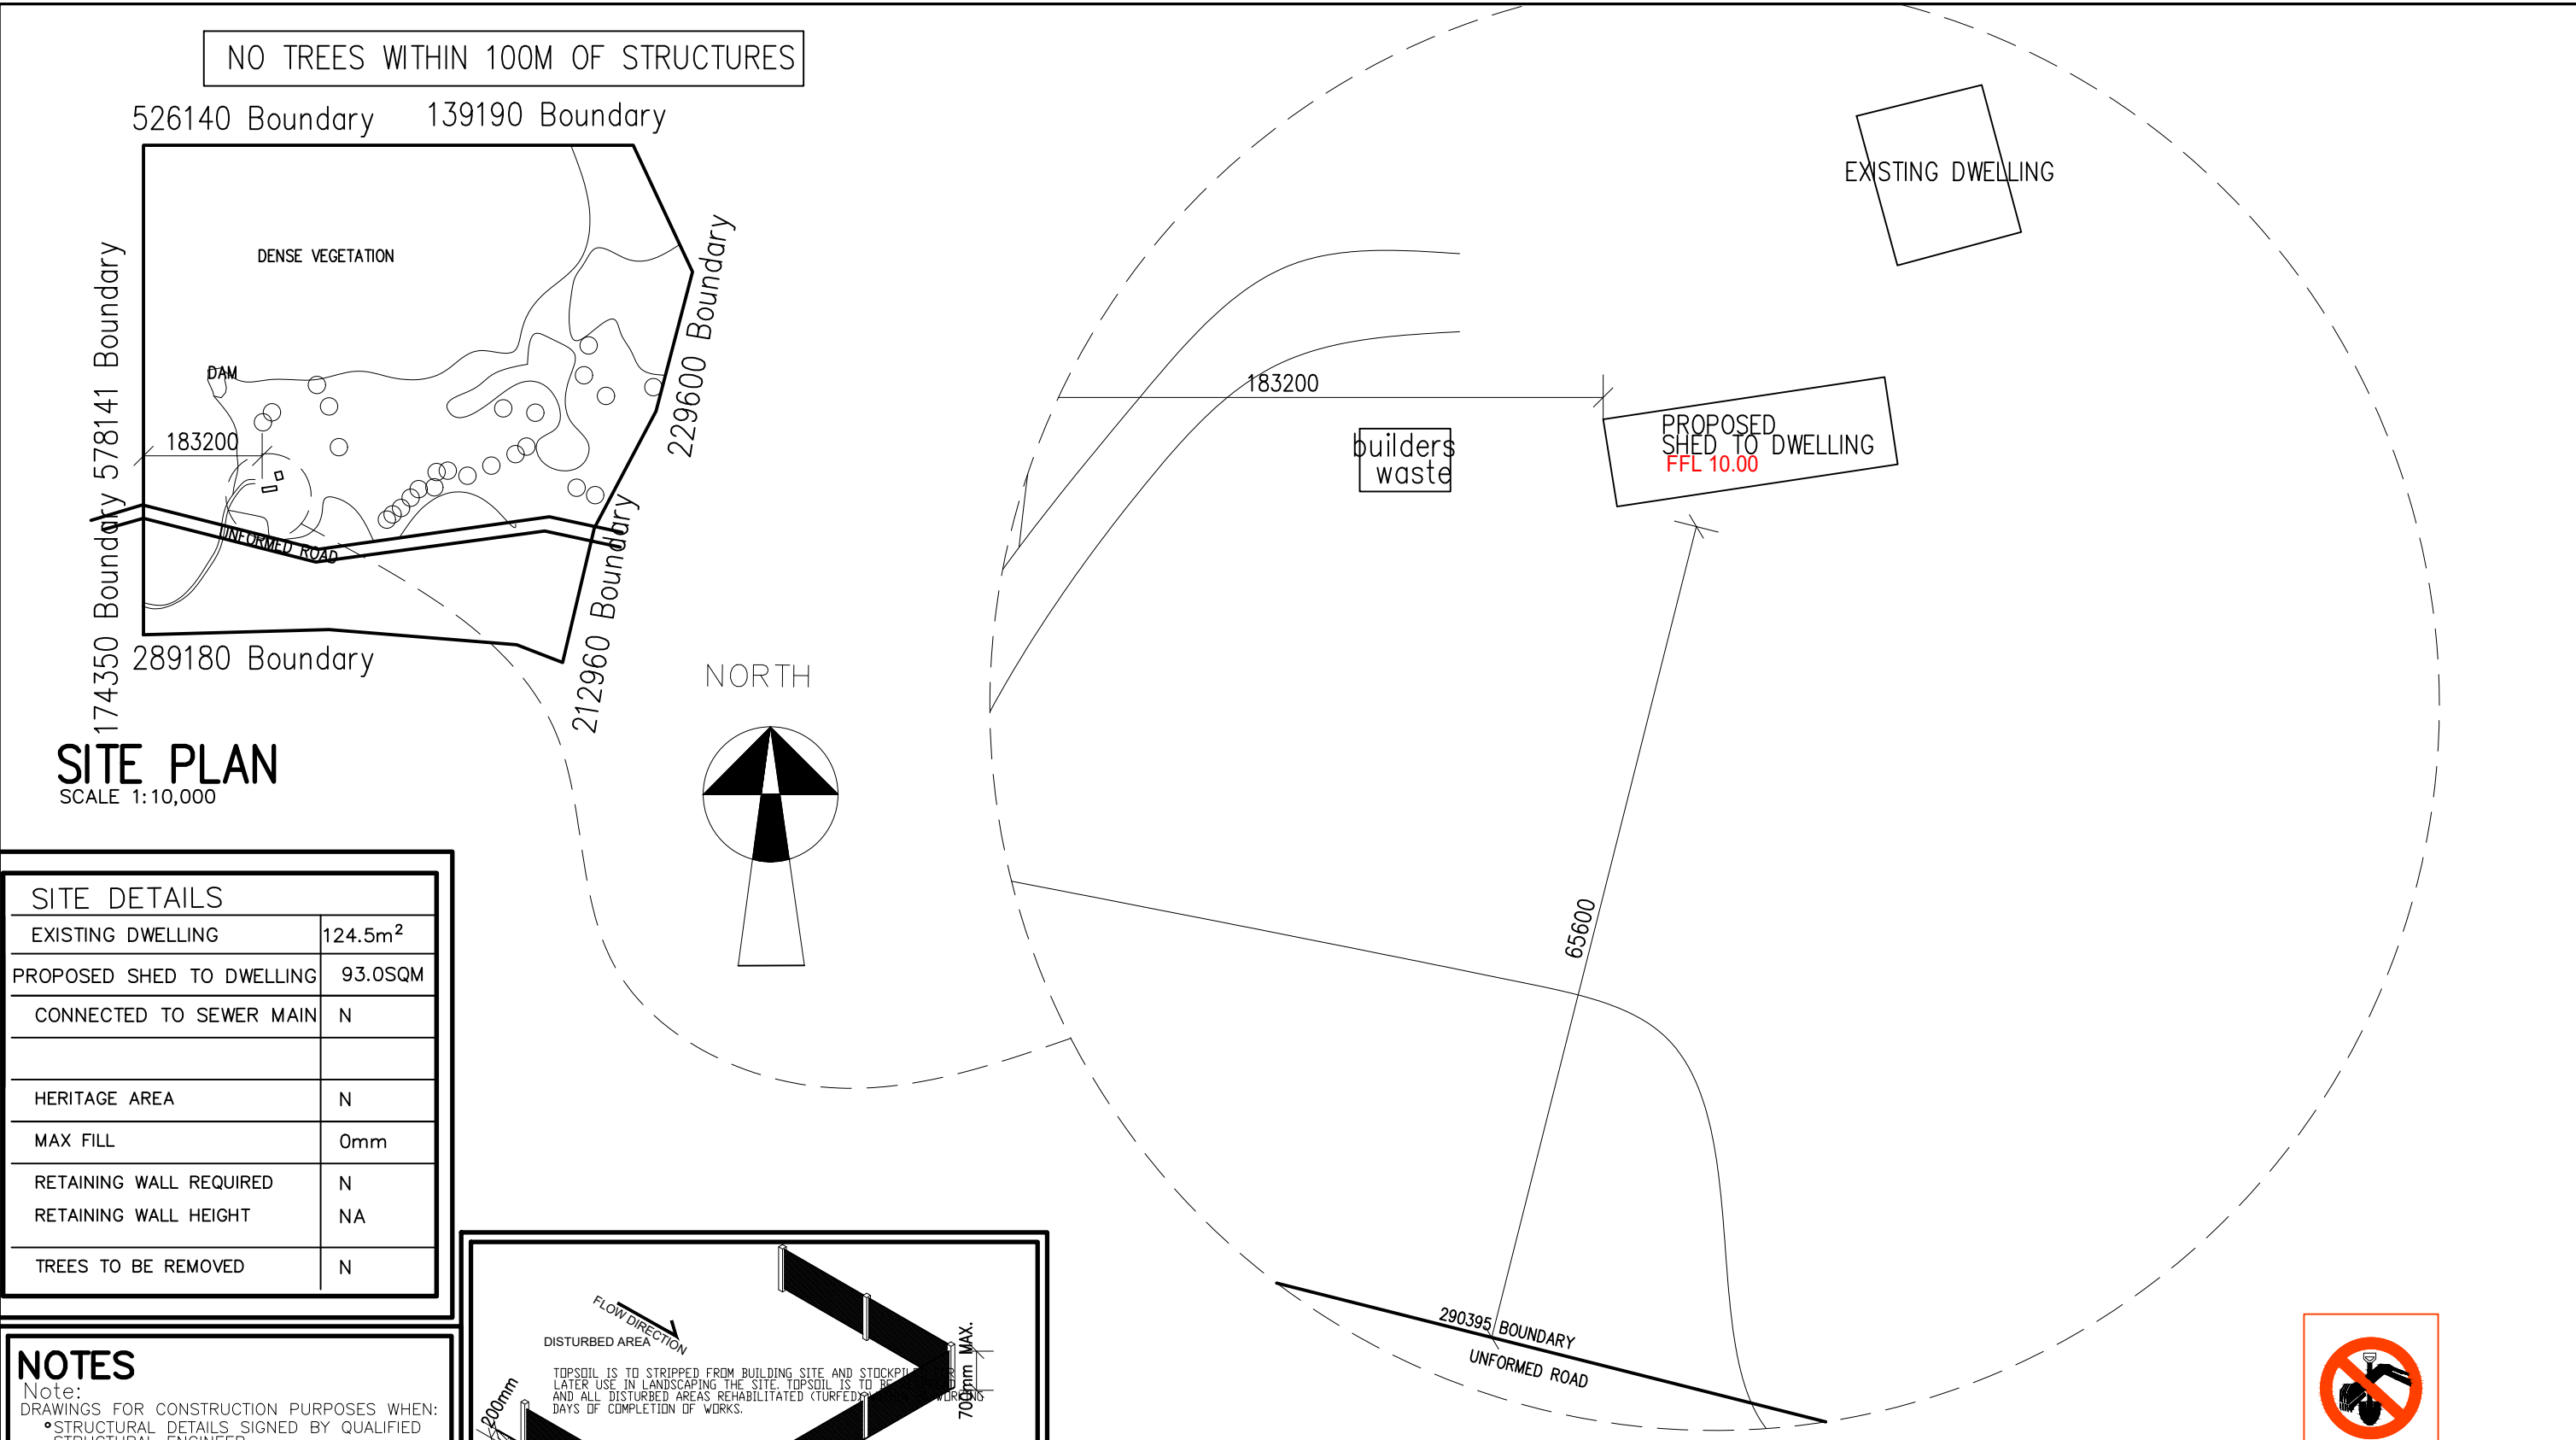 NO TREES WITHIN 100M OF STRUCTURES
526140 Boundary
139190 Boundary
DENSE VEGETATION
DAM
183200
174350 Boundary 578141 Boundary
229600 Boundary
UNFORMED ROAD
289180 Boundary
212960 Boundary
SITE PLAN
SCALE 1:10,000
NORTH
EXISTING DWELLING
183200
builders
waste
PROPOSED
SHED TO DWELLING
FFL 10.00
65600
290395 BOUNDARY
UNFORMED ROAD
SITE DETAILS
EXISTING DWELLING 124.5m²
PROPOSED SHED TO DWELLING 93.0SQM
CONNECTED TO SEWER MAIN N
HERITAGE AREA N
MAX FILL 0mm
RETAINING WALL REQUIRED N
RETAINING WALL HEIGHT NA
TREES TO BE REMOVED N
NOTES
Note:
DRAWINGS FOR CONSTRUCTION PURPOSES WHEN:
°STRUCTURAL DETAILS SIGNED BY QUALIFIED
STRUCTURAL ENGINEER
FLOW DIRECTION
DISTURBED AREA
TOPSOIL IS TO STRIPPED FROM BUILDING SITE AND
LATER USE IN LANDSCAPING THE SITE. TOPSOIL IS TO
AND ALL DISTURBED AREAS REHABILITATED (TURFED)
DAYS OF COMPLETION OF WORKS.
700mm MAX.
200mm